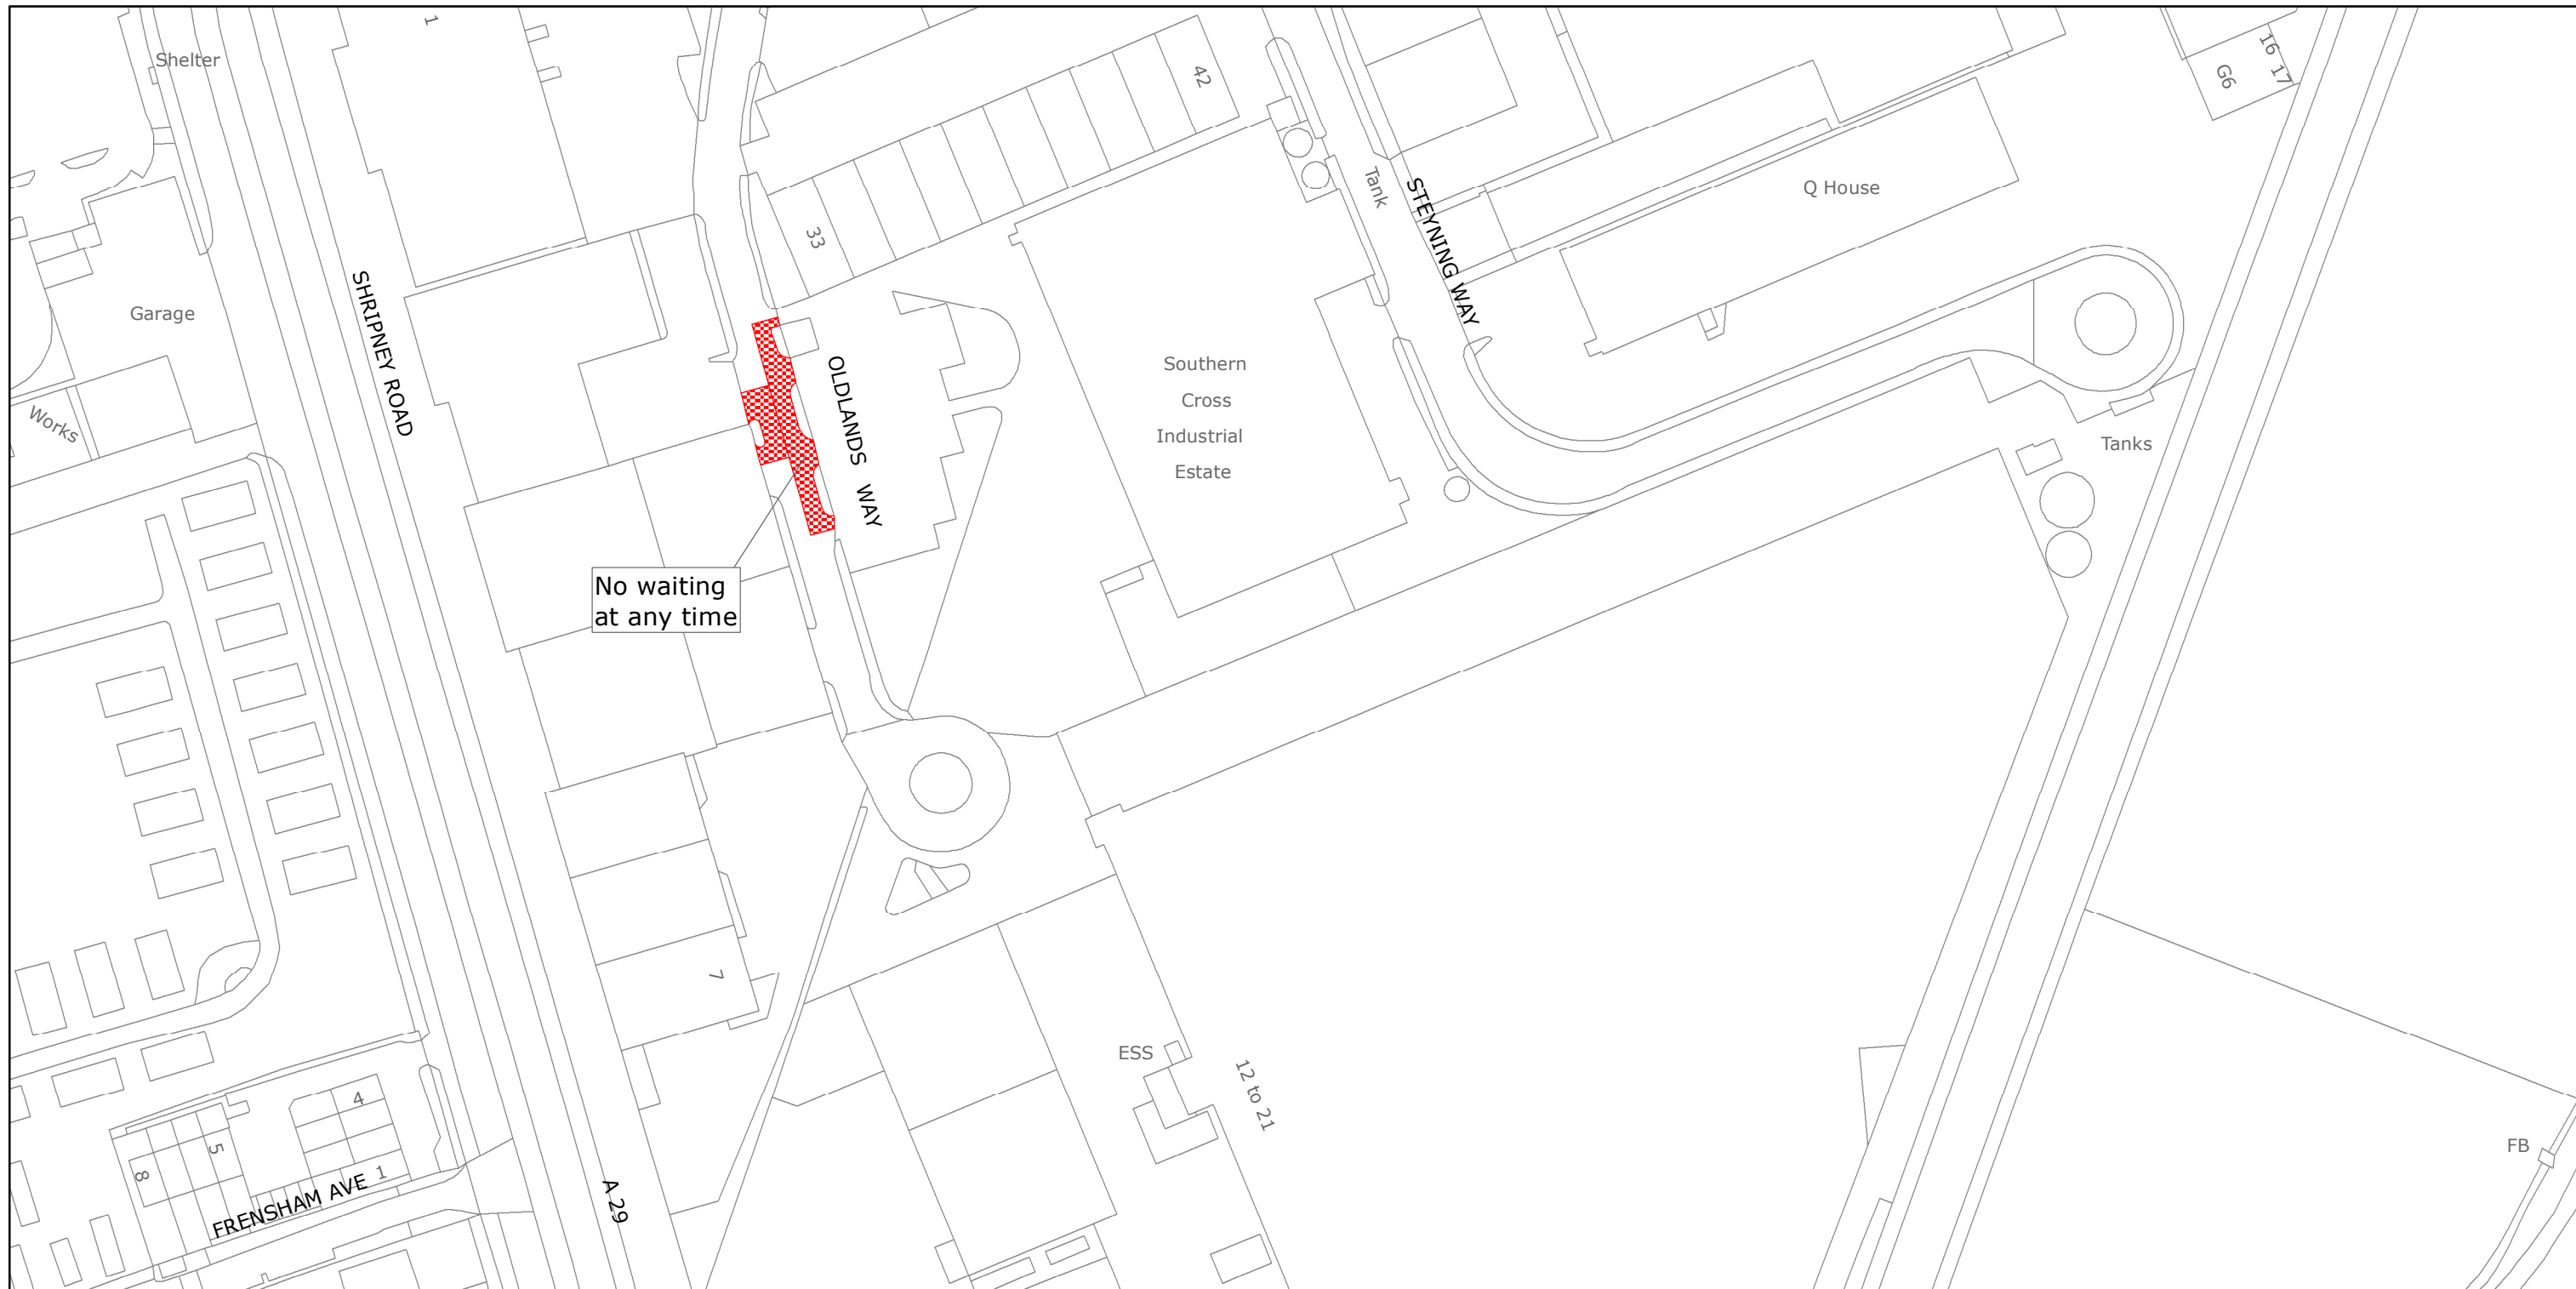 1
Shelter
42
16 17
G6
Tank
Q House
STEYNING WAY
33
Garage
SHRIPNEY ROAD
OLDLANDS WAY
Southern
Cross
Industrial
Estate
Works
Tanks
No waiting
at any time
7
ESS
12 to 21
4
5
8
1
FRENSHAM AVE
A 29
FB